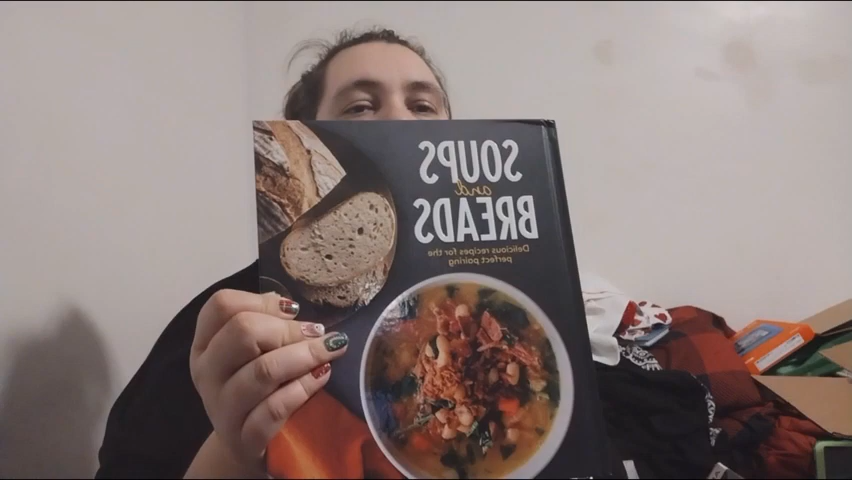 SOUPS
and
BREADS
Delicious recipes for the
perfect pairing